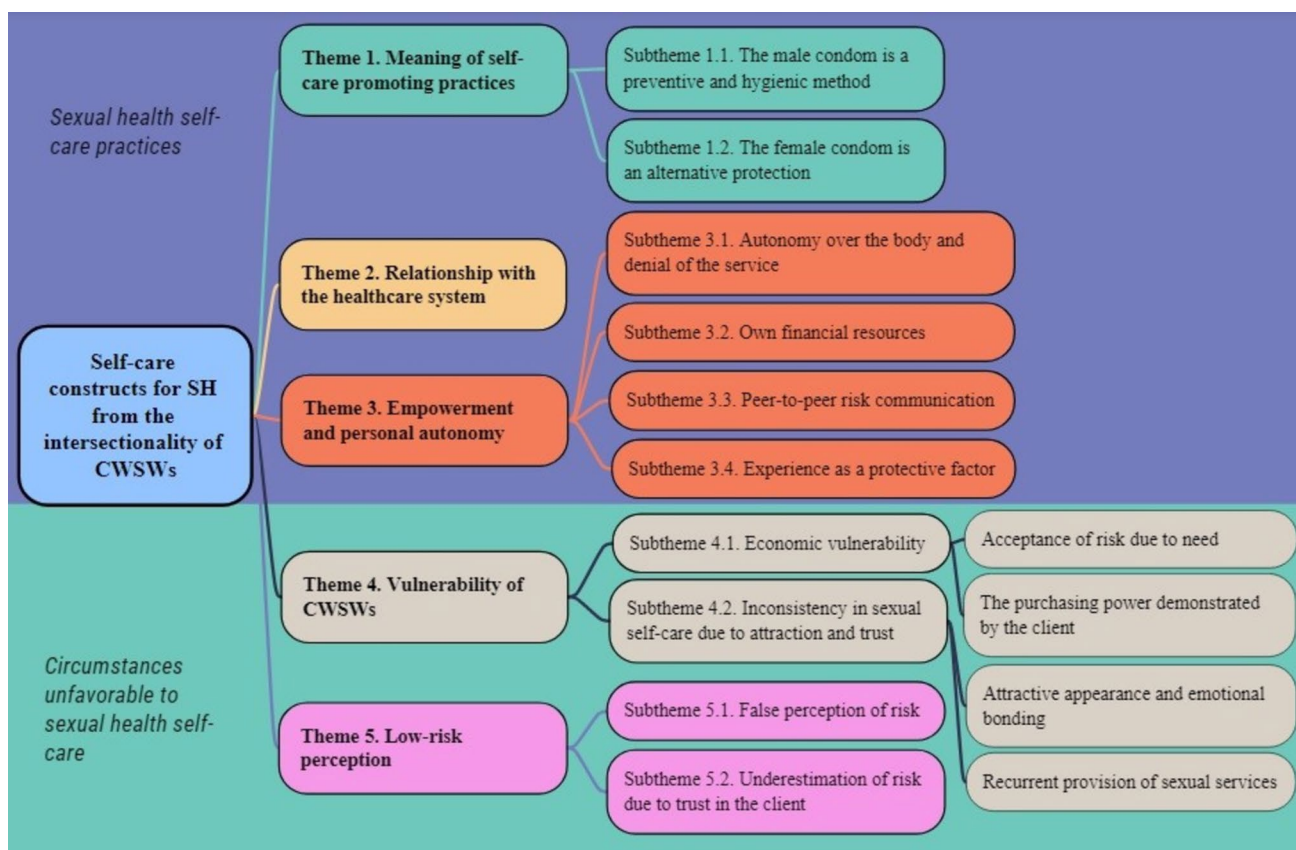 Sexual health self-
care practices
Theme 1. Meaning of self-
care promoting practices
Subtheme 1.1. The male condom is a
preventive and hygienic method
Subtheme 1.2. The female condom is
an alternative protection
Theme 2. Relationship with
the healthcare system
Self-care
constructs for SH
from the
intersectionality of
CWSWs
Theme 3. Empowerment
and personal autonomy
Subtheme 3.1. Autonomy over the body and
denial of the service
Subtheme 3.2. Own financial resources
Subtheme 3.3. Peer-to-peer risk communication
Subtheme 3.4. Experience as a protective factor
Circumstances
unfavorable to
sexual health self-
care
Theme 4. Vulnerability of
CWSWs
Subtheme 4.1. Economic vulnerability
Acceptance of risk due to need
The purchasing power demonstrated
by the client
Subtheme 4.2. Inconsistency in sexual
self-care due to attraction and trust
Attractive appearance and emotional
bonding
Recurrent provision of sexual services
Theme 5. Low-risk
perception
Subtheme 5.1. False perception of risk
Subtheme 5.2. Underestimation of risk
due to trust in the client